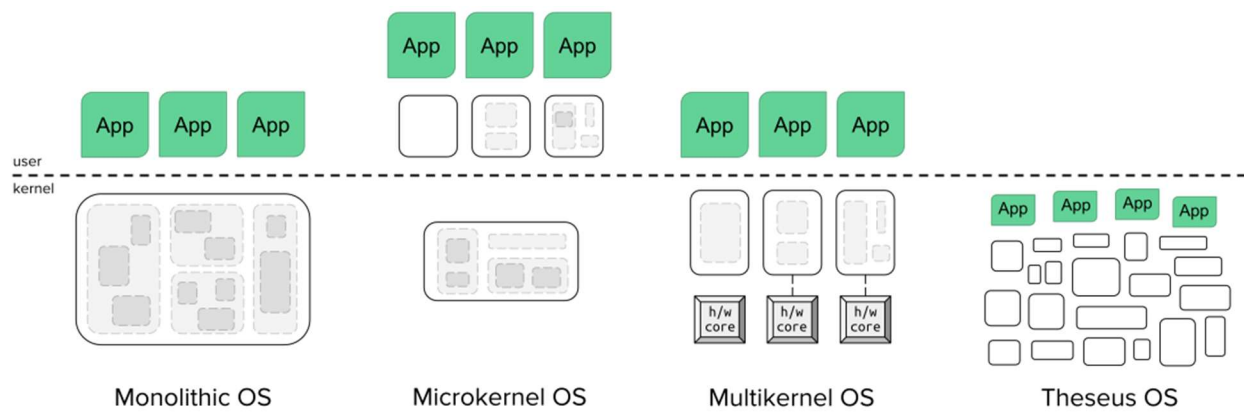 App App App
App App App
user
kernel
App App App
App App App App
h/w core
h/w core
h/w core
Monolithic OS
Microkernel OS
Multikernel OS
Theseus OS